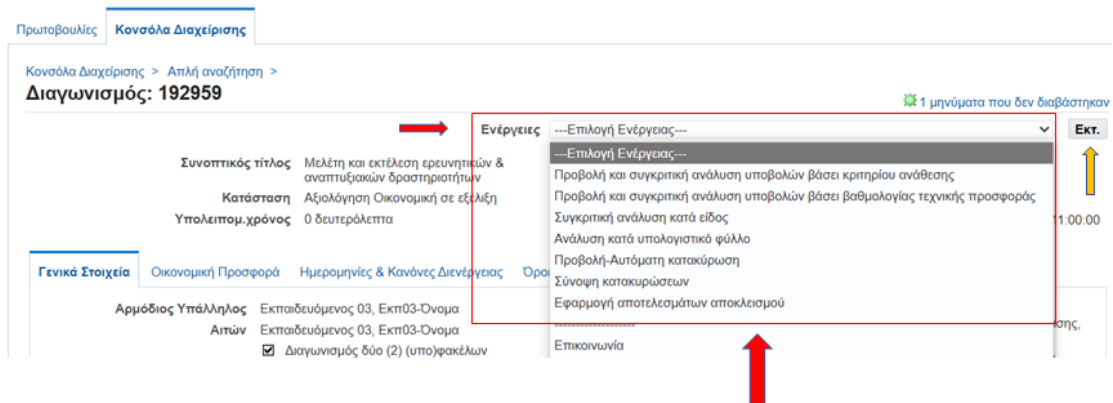 Πρωτοβουλίες Κονσόλα Διαχείρισης
Κονσόλα Διαχείρισης > Απλή αναζήτηση >
Διαγωνισμός: 192959
1 μηνύματα που δεν διαβάστηκαν
Ενέργειες ---Επιλογή Ενέργειας--- Εκτ.
---Επιλογή Ενέργειας---
Προβολή και συγκριτική ανάλυση υποβολών βάσει κριτηρίου ανάθεσης
Προβολή και συγκριτική ανάλυση υποβολών βάσει βαθμολογίας τεχνικής προσφοράς
Συγκριτική ανάλυση κατά είδος
Ανάλυση κατά υπολογιστικό φύλλο
Προβολή-Αυτόματη κατακύρωση
Σύνοψη κατακυρώσεων
Εφαρμογή αποτελεσμάτων αποκλεισμού
--------------------
Επικοινωνία
Συνοπτικός τίτλος Μελέτη και εκτέλεση ερευνητικών &
αναπτυξιακών δραστηριοτήτων
Κατάσταση Αξιολόγηση Οικονομική σε εξέλιξη
Υπολειπομ.χρόνος 0 δευτερόλεπτα
1:00:00
Γενικά Στοιχεία Οικονομική Προσφορά Ημερομηνίες & Κανόνες Διενέργειας Όροι
Αρμόδιος Υπάλληλος Εκπαιδευόμενος 03, Εκπ03-Όνομα
Αιτών Εκπαιδευόμενος 03, Εκπ03-Όνομα
σης,
Διαγωνισμός δύο (2) (υπο)φακέλων